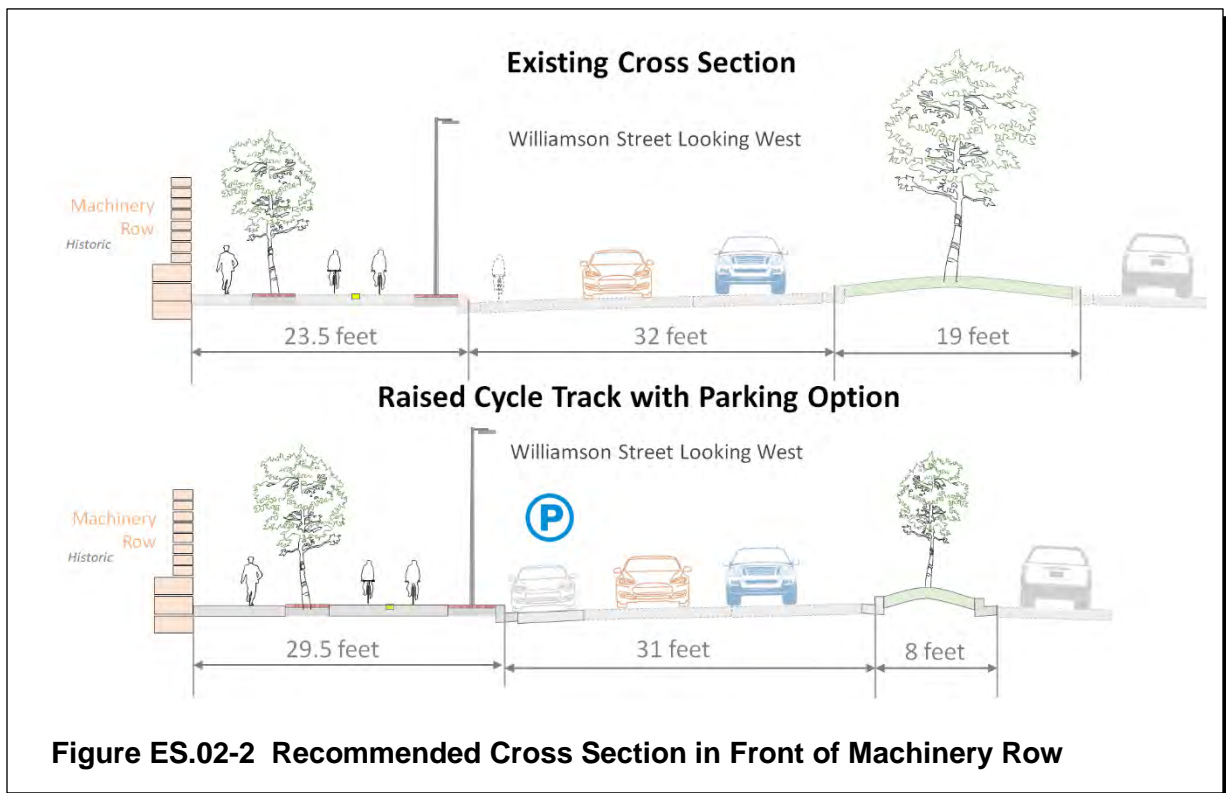 Existing Cross Section
Williamson Street Looking West
Machinery
Row
Historic
23.5 feet
32 feet
19 feet
Raised Cycle Track with Parking Option
Williamson Street Looking West
P
Machinery
Row
Historic
29.5 feet
31 feet
8 feet
Figure ES.02-2 Recommended Cross Section in Front of Machinery Row